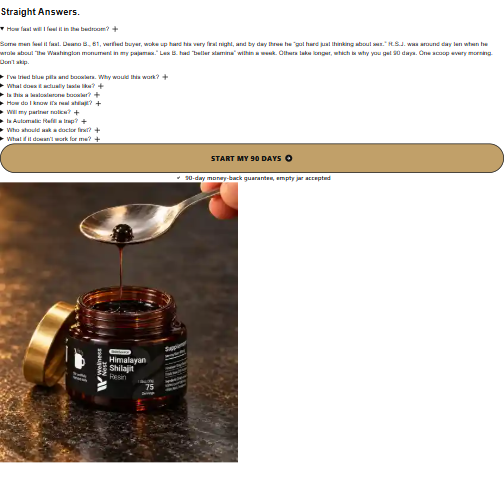 Straight Answers.
How fast will I feel it in the bedroom? +
Some men feel it fast. Deano B., 61, verified buyer, woke up hard his very first night, and by day three he "got hard just thinking about sex." R.S.J. was around day ten when he
wrote about "the Washington monument in my pajamas." Les B. had "better stamina" within a week. Others take longer, which is why you get 90 days. One scoop every morning.
Don't skip.
I've tried blue pills and boosters. Why would this work? +
What does it actually taste like? +
Is this a testosterone booster? +
How do I know it's real shilajit? +
Will my partner notice? +
Is Automatic Refill a trap? +
Who should ask a doctor first? +
What if it doesn't work for me? +
START MY 90 DAYS
✓ 90-day money-back guarantee, empty jar accepted
Wellness Nest
Himalayan
Shilajit
Resin
75
Servings